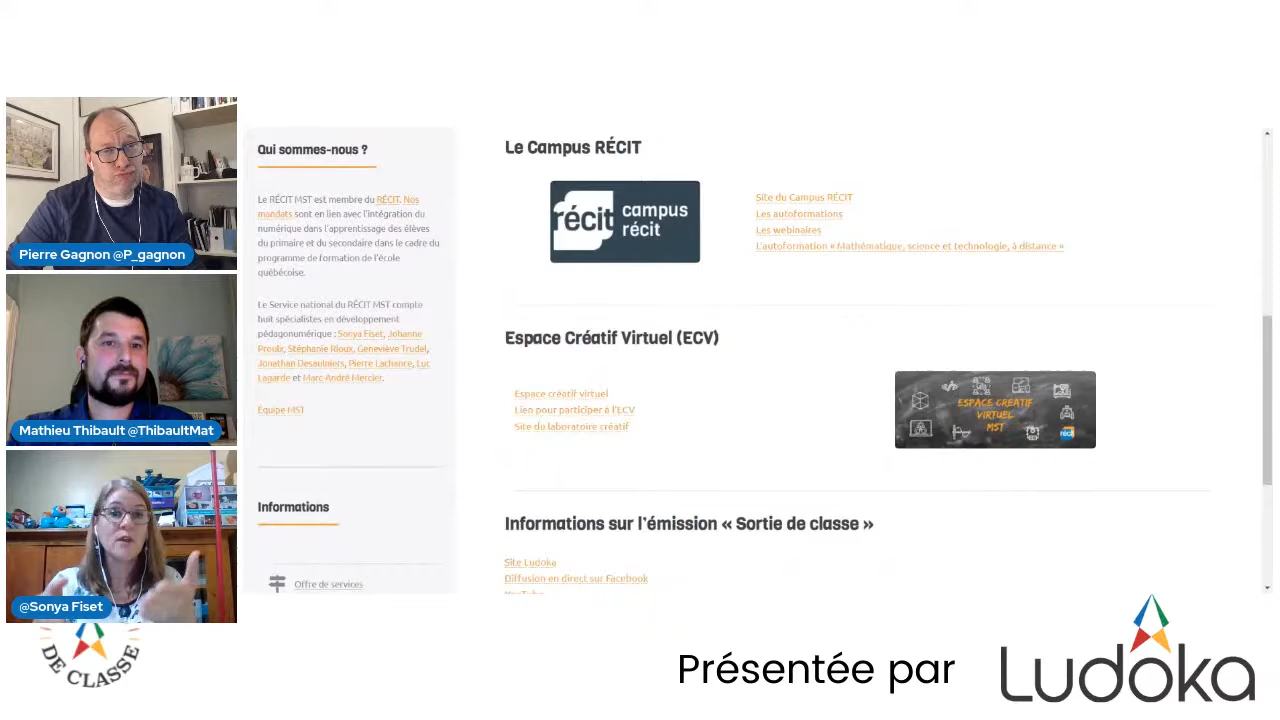 Pierre Gagnon @P_gagnon
Mathieu Thibault @ThibaultMat
@Sonya Fiset
DE CLASSE
Qui sommes-nous ?
Le RÉCIT MST est membre du RÉCIT. Nos
mandats sont en lien avec l'intégration du
numérique dans l'apprentissage des élèves
du primaire et du secondaire dans le cadre du
programme de formation de l'école
québécoise.
Le Service national du RÉCIT MST compte
huit spécialistes en développement
pédagonumérique : Sonya Fiset, Johanne
Proulx, Stéphanie Rioux, Geneviève Trudel,
Jonathan Desaulniers, Pierre Lachance, Luc
Lagarde et Marc-André Mercier.
Équipe MST
Informations
Offre de services
Le Campus RÉCIT
récit campus
récit
Site du Campus RÉCIT
Les autoformations
Les webinaires
L'autoformation « Mathématique, science et technologie, à distance »
Espace Créatif Virtuel (ECV)
Espace créatif virtuel
Lien pour participer à l'ECV
Site du laboratoire créatif
ESPACE CRÉATIF
VIRTUEL
MST
récit
Informations sur l'émission « Sortie de classe »
Site Ludoka
Diffusion en direct sur Facebook
YouTube
Présentée par
Ludoka